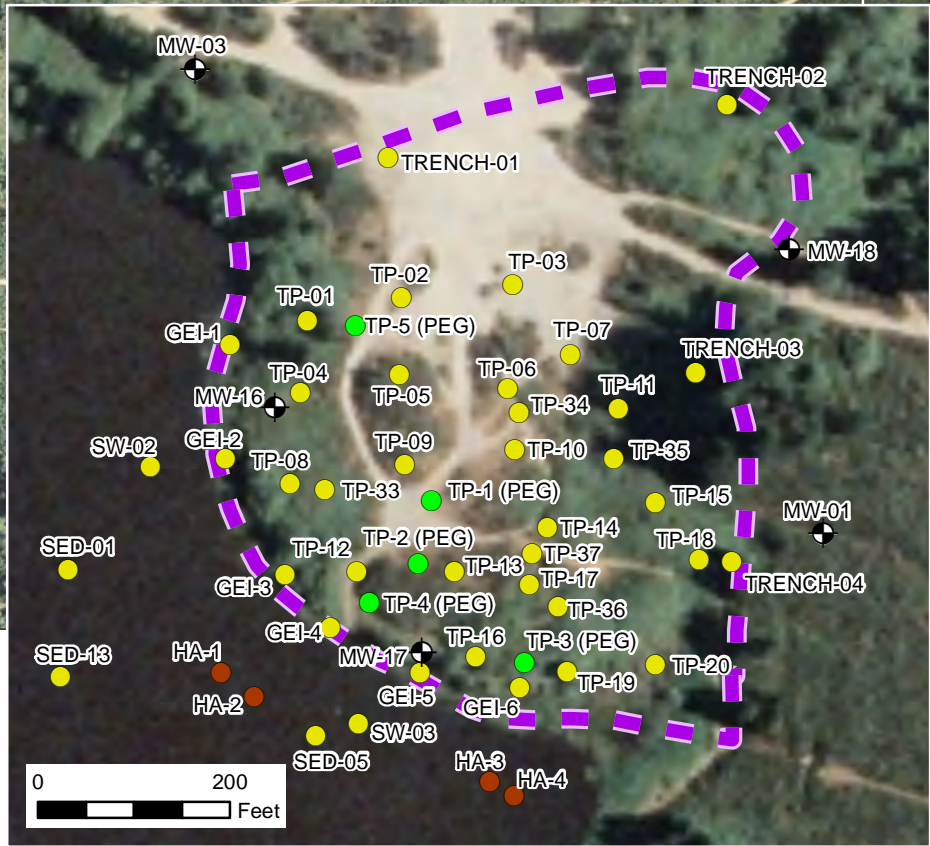 MW-03
TRENCH-02
TRENCH-01
MW-18
TP-03
TP-02
TP-01
TP-5 (PEG)
GEI-1
TP-07
TRENCH-03
TP-04
TP-05
TP-06
MW-16
TP-34
TP-11
TP-09
TP-10
GEI-2
SW-02
TP-08
TP-35
TP-33
TP-1 (PEG)
TP-15
MW-01
TP-14
TP-2 (PEG)
TP-18
SED-01
TP-12
TP-37
TP-13
GEI-3
TP-17
TRENCH-04
TP-4 (PEG)
TP-36
GEI-4
TP-16
TP-3 (PEG)
MW-17
SED-13
HA-1
TP-20
TP-19
GEI-5
HA-2
GEI-6
SW-03
SED-05
HA-3
HA-4
0 200
Feet